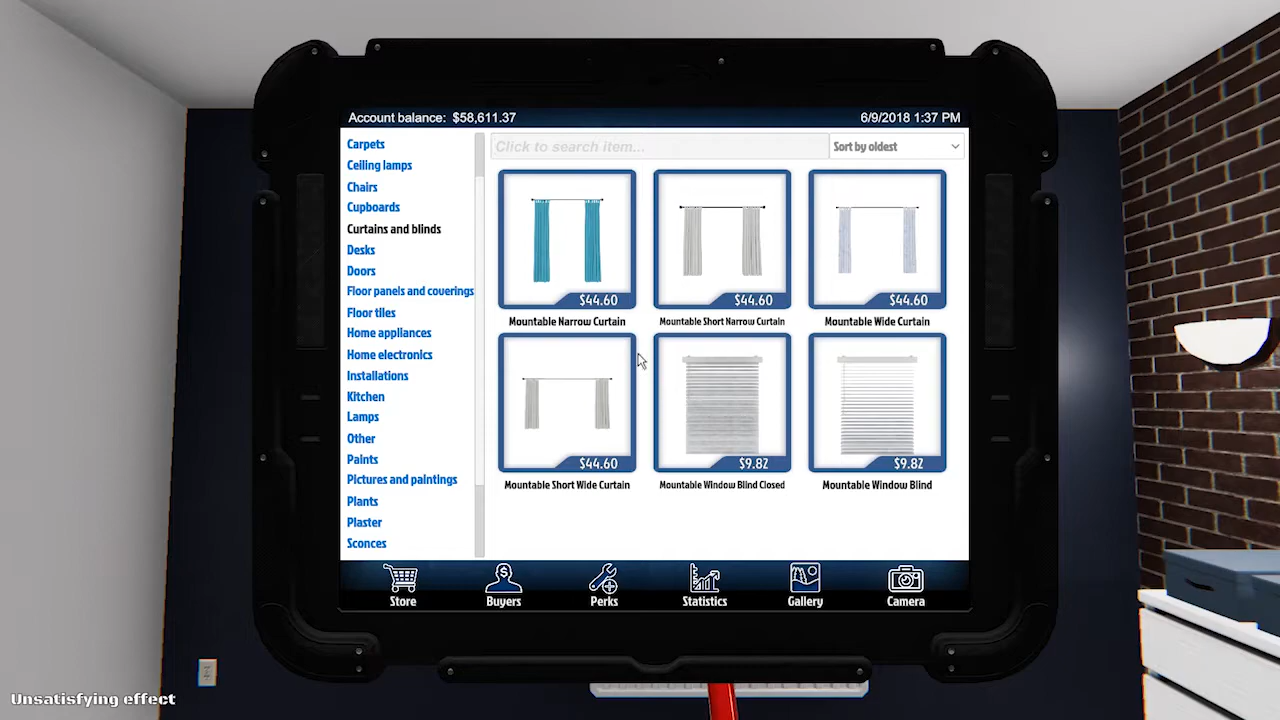 Account balance: $58,611.37
6/9/2018 1:37 PM
Carpets
Ceiling lamps
Chairs
Cupboards
Curtains and blinds
Desks
Doors
Floor panels and coverings
Floor tiles
Home appliances
Home electronics
Installations
Kitchen
Lamps
Other
Paints
Pictures and paintings
Plants
Plaster
Sconces
Click to search item...
Sort by oldest
$44.60
$44.60
$44.60
Mountable Narrow Curtain
Mountable Short Narrow Curtain
Mountable Wide Curtain
$44.60
$9.82
$9.82
Mountable Short Wide Curtain
Mountable Window Blind Closed
Mountable Window Blind
Store
Buyers
Perks
Statistics
Gallery
Camera
Unsatisfying effect